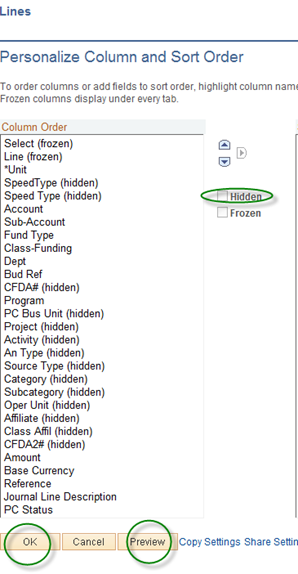 Lines
Personalize Column and Sort Order
To order columns or add fields to sort order, highlight column name
Frozen columns display under every tab.
Column Order
Select (frozen)
Line (frozen)
*Unit
SpeedType (hidden)
Speed Type (hidden)
Account
Sub-Account
Fund Type
Class-Funding
Dept
Bud Ref
CFDA# (hidden)
Program
PC Bus Unit (hidden)
Project (hidden)
Activity (hidden)
An Type (hidden)
Source Type (hidden)
Category (hidden)
Subcategory (hidden)
Oper Unit (hidden)
Affiliate (hidden)
Class Affil (hidden)
CFDA2# (hidden)
Amount
Base Currency
Reference
Journal Line Description
PC Status
Hidden
Frozen
OK Cancel Preview Copy Settings Share Settin